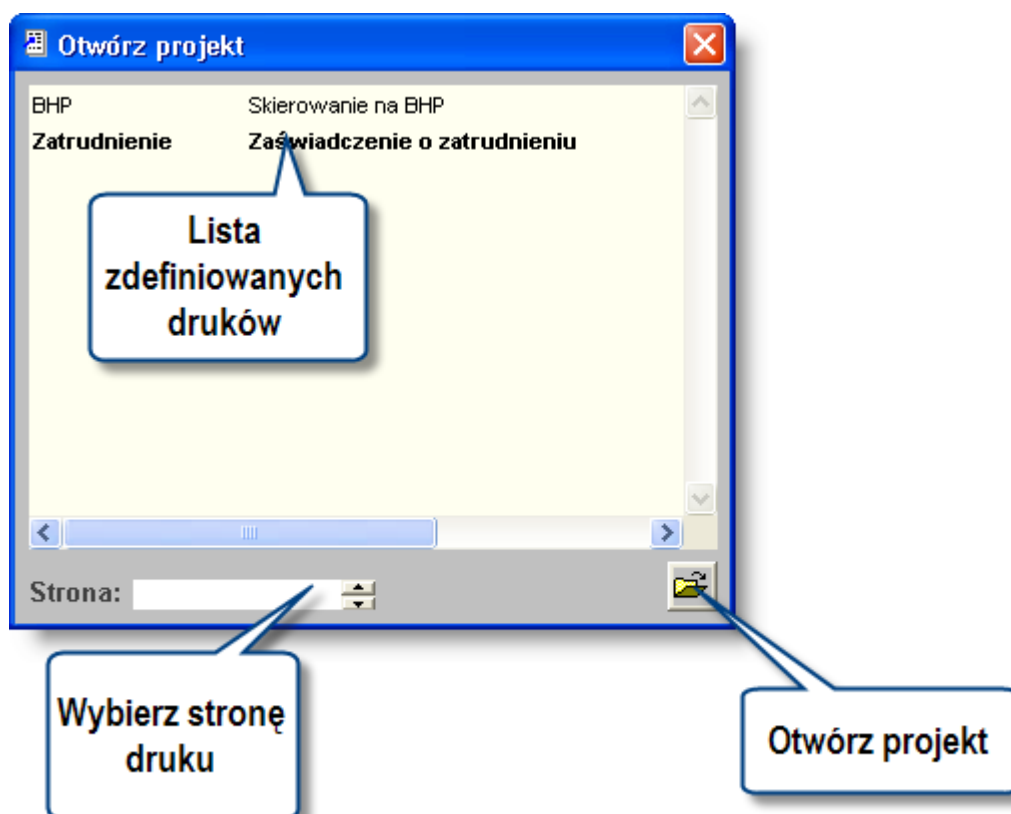 Otwórz projekt
BHP Skierowanie na BHP
Zatrudnienie Zaświadczenie o zatrudnieniu
Lista
zdefiniowanych
druków
Strona:
Wybierz stronę
druku
Otwórz projekt